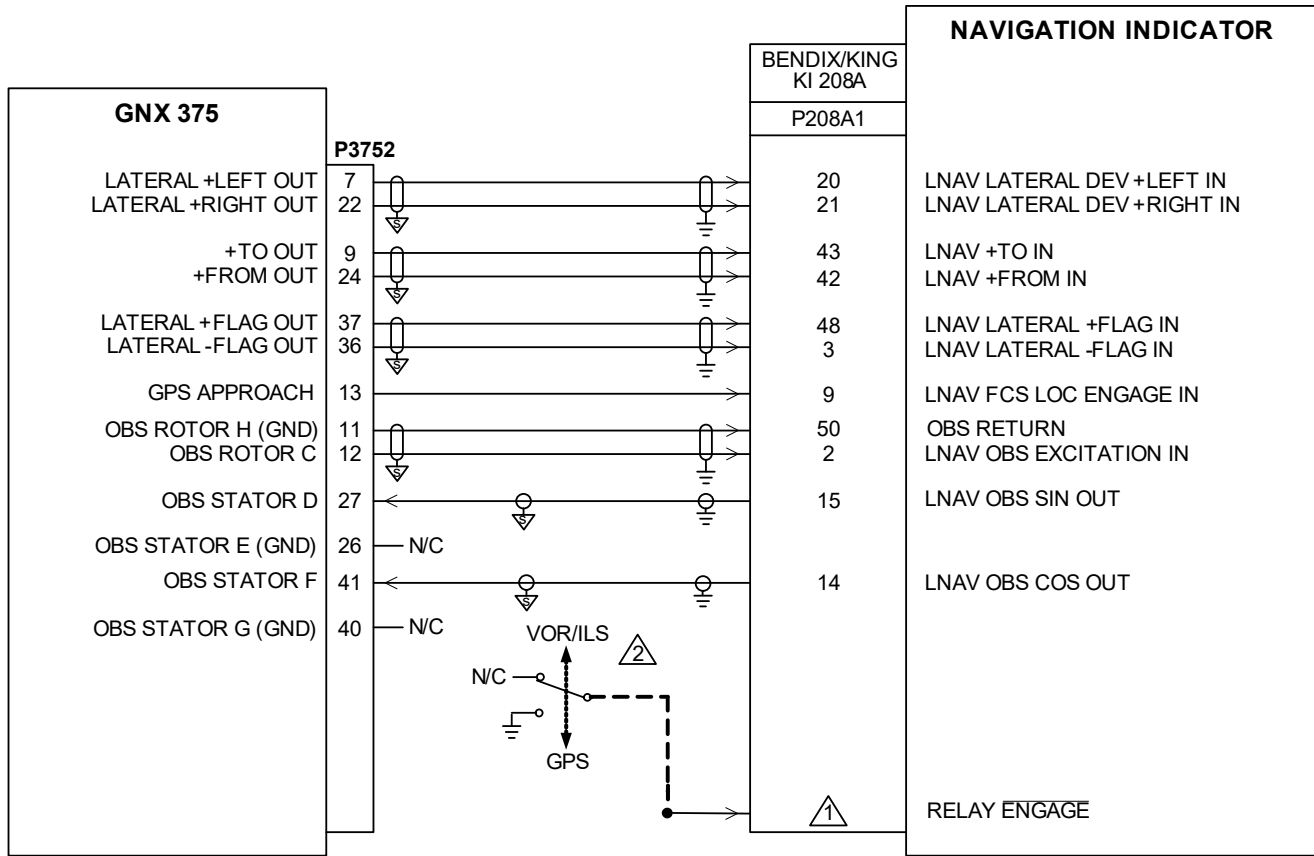 NAVIGATION INDICATOR
BENDIX/KING
KI 208A
P208A1
GNX 375
P3752
LATERAL +LEFT OUT 7 20 LNAV LATERAL DEV +LEFT IN
LATERAL +RIGHT OUT 22 21 LNAV LATERAL DEV +RIGHT IN
S
+TO OUT 9 43 LNAV +TO IN
+FROM OUT 24 42 LNAV +FROM IN
S
LATERAL +FLAG OUT 37 48 LNAV LATERAL +FLAG IN
LATERAL -FLAG OUT 36 3 LNAV LATERAL -FLAG IN
S
GPS APPROACH 13 9 LNAV FCS LOC ENGAGE IN
OBS ROTOR H (GND) 11 50 OBS RETURN
OBS ROTOR C 12 2 LNAV OBS EXCITATION IN
S
OBS STATOR D 27 15 LNAV OBS SIN OUT
S
OBS STATOR E (GND) 26 N/C
OBS STATOR F 41 14 LNAV OBS COS OUT
S
OBS STATOR G (GND) 40 N/C
VOR/ILS 2
N/C
GPS
1 RELAY ENGAGE